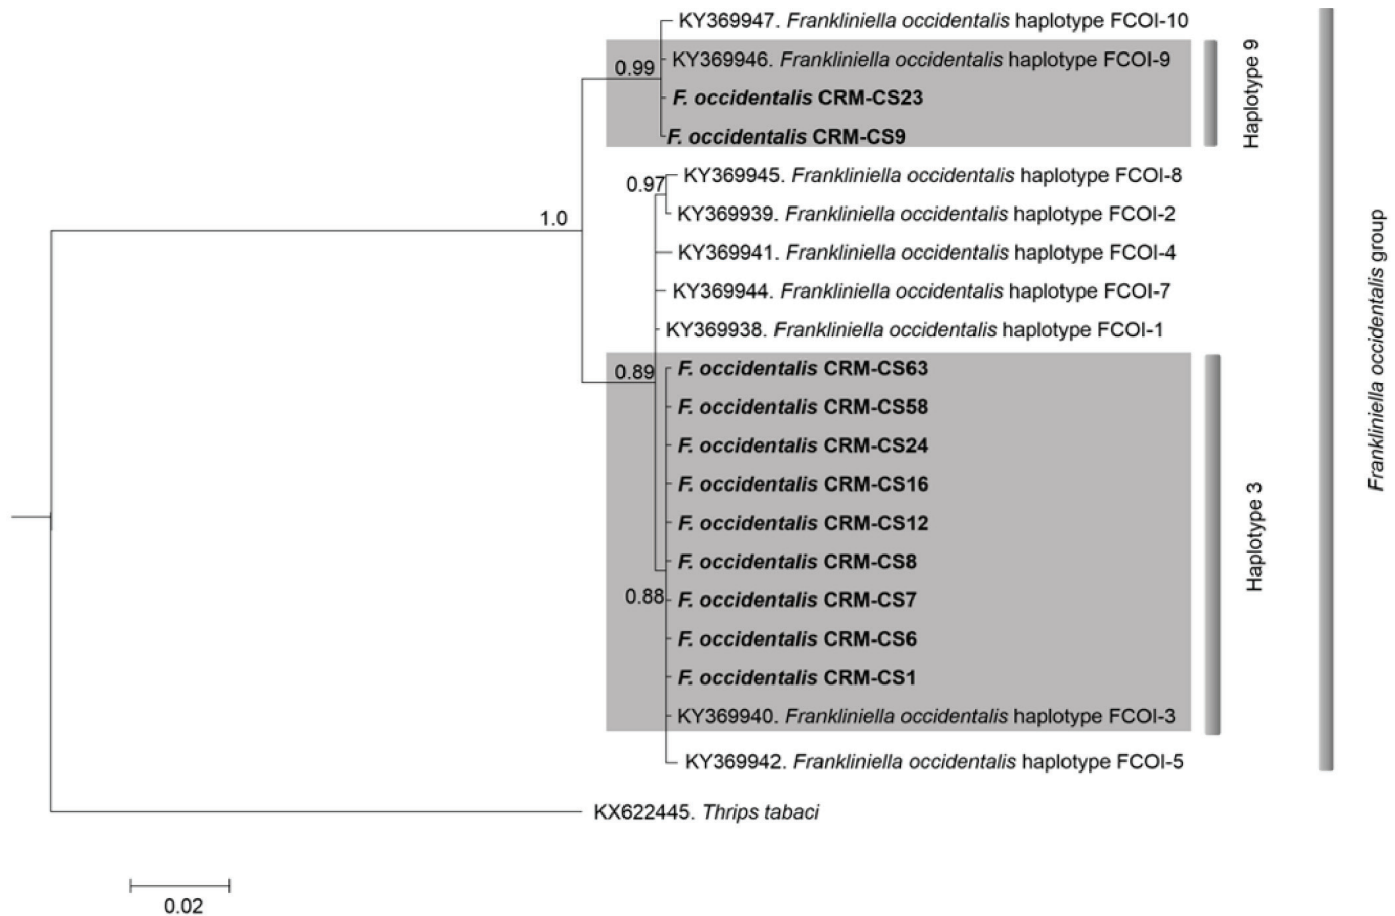 KY369947. Frankliniella occidentalis haplotype FCOI-10
0.99
KY369946. Frankliniella occidentalis haplotype FCOI-9
F. occidentalis CRM-CS23
F. occidentalis CRM-CS9
Haplotype 9
0.97
KY369945. Frankliniella occidentalis haplotype FCOI-8
1.0
KY369939. Frankliniella occidentalis haplotype FCOI-2
KY369941. Frankliniella occidentalis haplotype FCOI-4
KY369944. Frankliniella occidentalis haplotype FCOI-7
KY369938. Frankliniella occidentalis haplotype FCOI-1
Frankliniella occidentalis group
0.89
F. occidentalis CRM-CS63
F. occidentalis CRM-CS58
F. occidentalis CRM-CS24
F. occidentalis CRM-CS16
F. occidentalis CRM-CS12
F. occidentalis CRM-CS8
0.88
F. occidentalis CRM-CS7
F. occidentalis CRM-CS6
F. occidentalis CRM-CS1
KY369940. Frankliniella occidentalis haplotype FCOI-3
Haplotype 3
KY369942. Frankliniella occidentalis haplotype FCOI-5
KX622445. Thrips tabaci
0.02